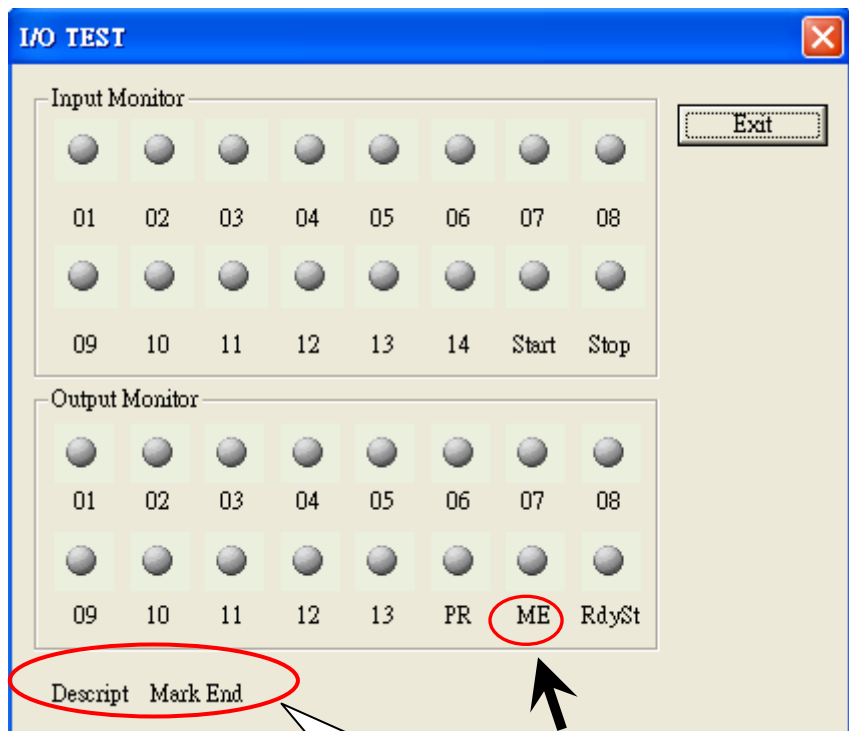 I/O TEST
Input Monitor
Exit
01 02 03 04 05 06 07 08
09 10 11 12 13 14 Start Stop
Output Monitor
01 02 03 04 05 06 07 08
09 10 11 12 13 PR ME RdySt
Descript Mark End